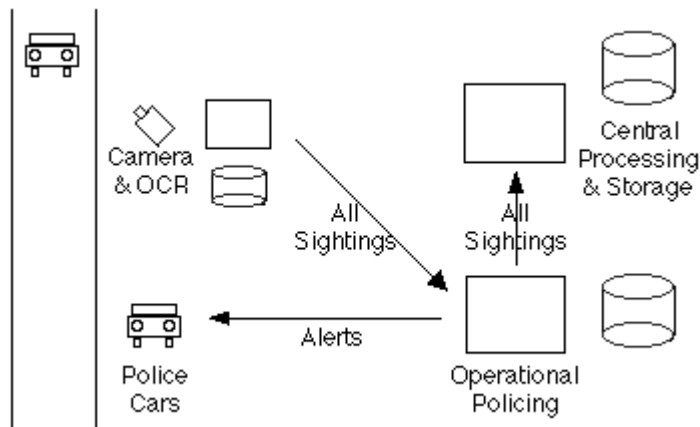 Camera
& OCR
Central
Processing
& Storage
All
Sightings
All
Sightings
Alerts
Police
Cars
Operational
Policing